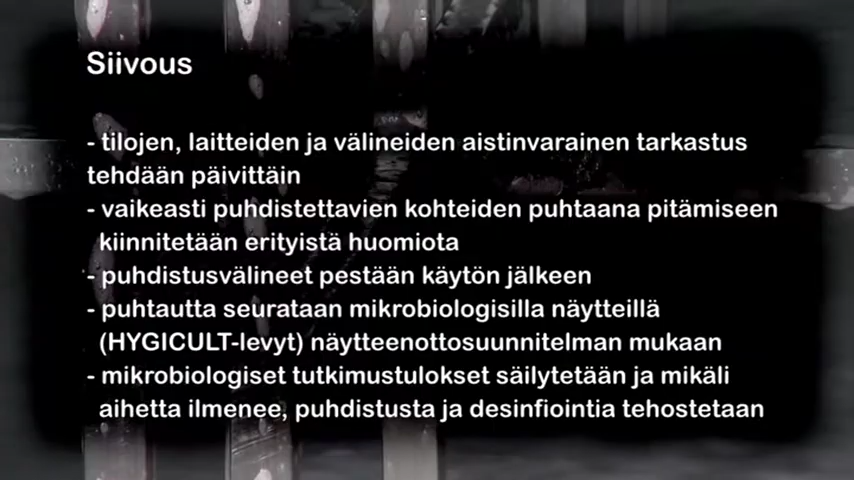 Siivous
- tilojen, laitteiden ja välineiden aistinvarainen tarkastus
tehdään päivittäin
- vaikeasti puhdistettavien kohteiden puhtaana pitämiseen
kiinnitetään erityistä huomiota
- puhdistusvälineet pestään käytön jälkeen
- puhtautta seurataan mikrobiologisilla näytteillä
(HYGICULT-levyt) näytteenottosuunnitelman mukaan
- mikrobiologiset tutkimustulokset säilytetään ja mikäli
aihetta ilmenee, puhdistusta ja desinfiointia tehostetaan